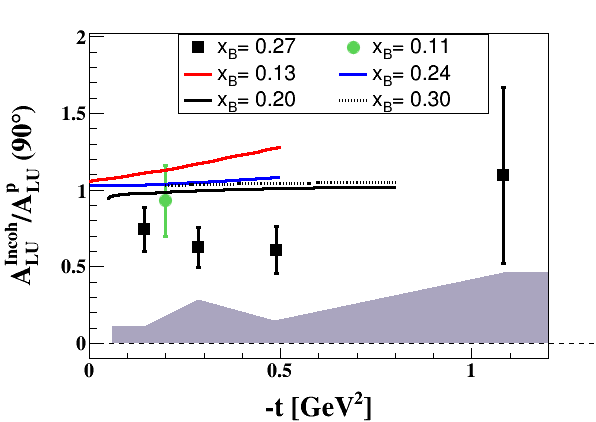 x_B= 0.27 x_B= 0.11
x_B= 0.13 x_B= 0.24
x_B= 0.20 x_B= 0.30
A_LU^Incoh/A_LU^p (90°)
2
1.5
1
0.5
0
0 0.5 1
-t [GeV²]